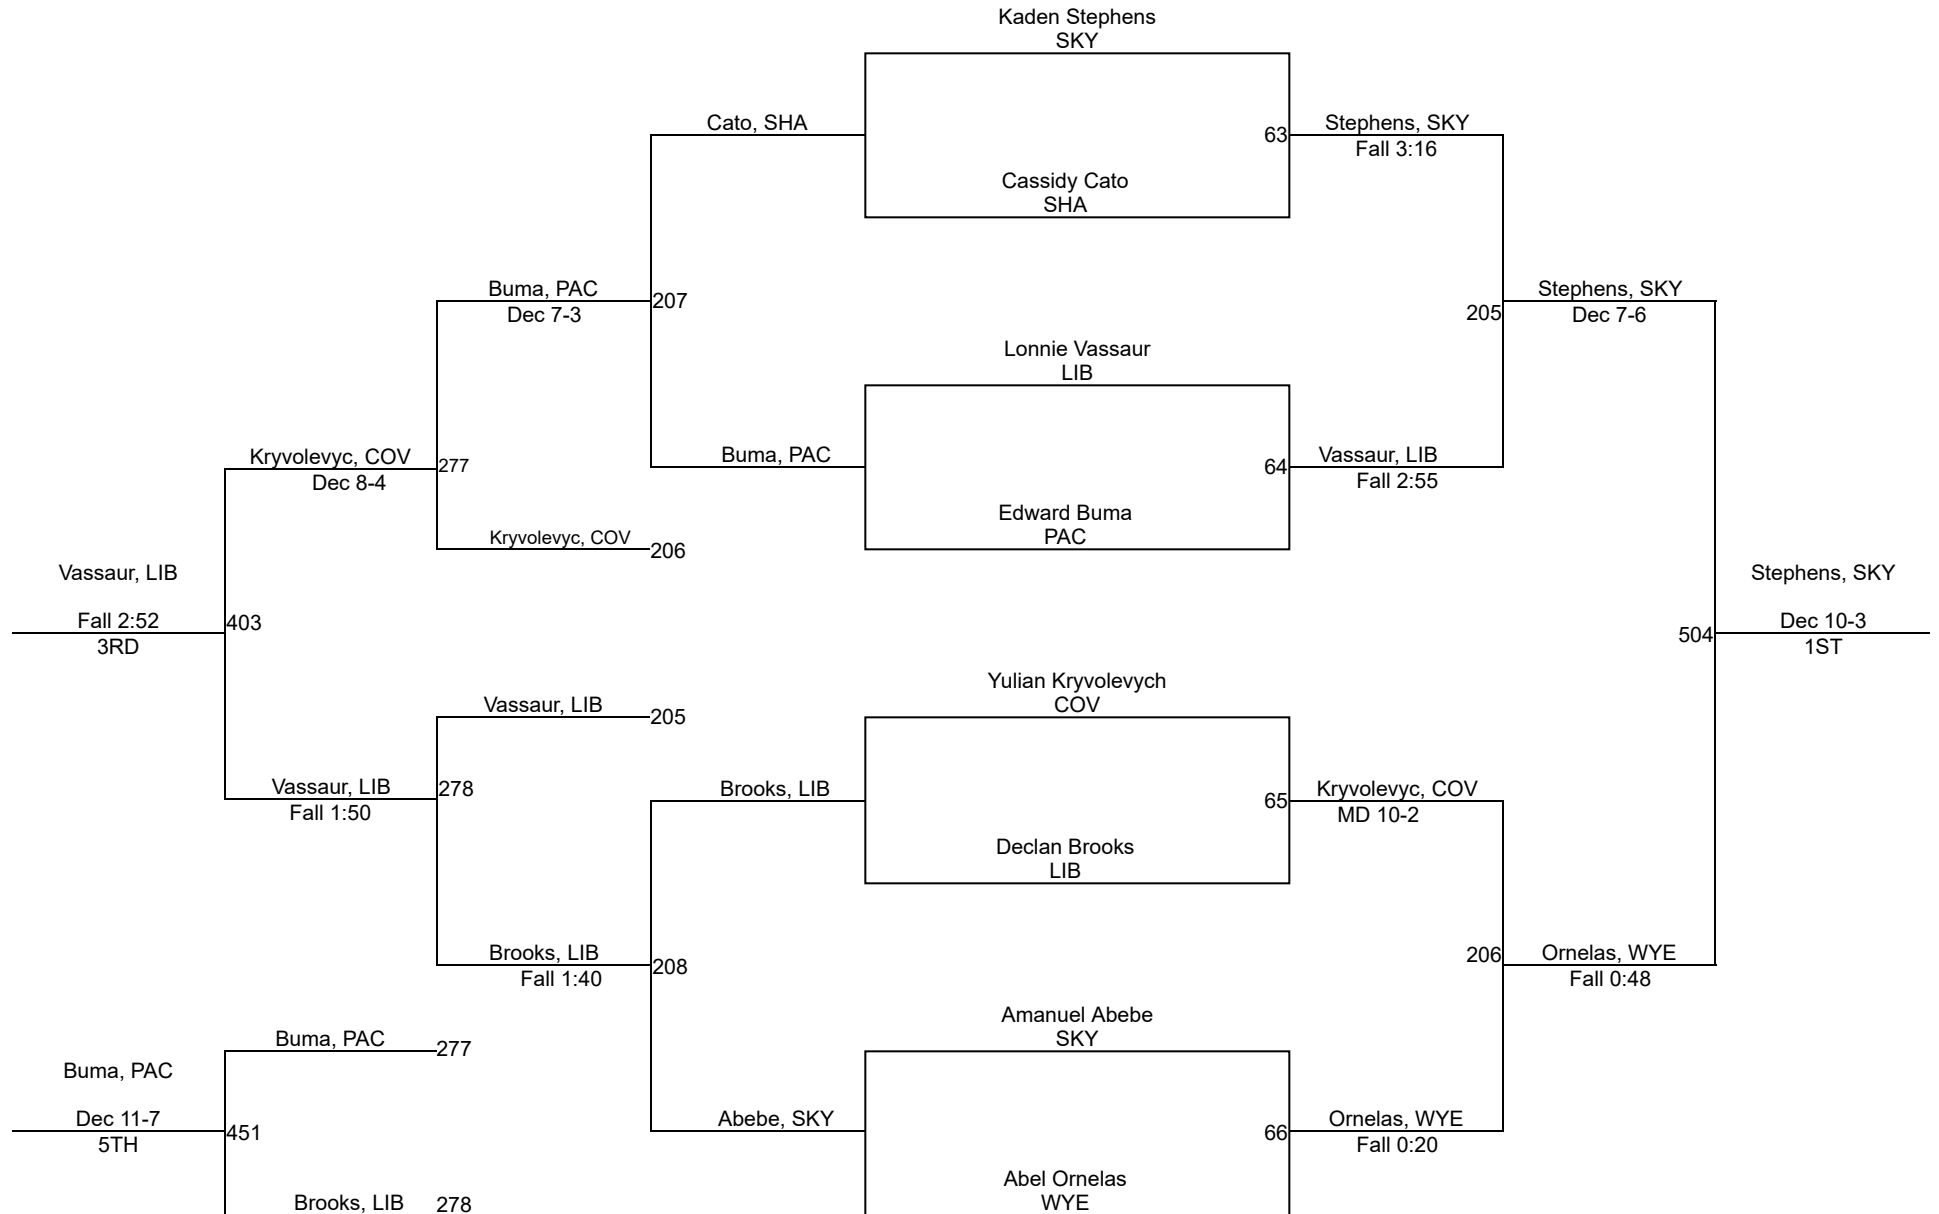 Kaden Stephens
SKY
Cato, SHA
63
Stephens, SKY
Fall 3:16
Cassidy Cato
SHA
Buma, PAC
Dec 7-3
207
205
Stephens, SKY
Dec 7-6
Lonnie Vassaur
LIB
Kryvolevyc, COV
Dec 8-4
277
Buma, PAC
64
Vassaur, LIB
Fall 2:55
Edward Buma
PAC
Kryvolevyc, COV
206
Vassaur, LIB
Fall 2:52
3RD
403
Stephens, SKY
504
Dec 10-3
1ST
Yulian Kryvolevych
COV
Vassaur, LIB
205
Vassaur, LIB
Fall 1:50
278
Brooks, LIB
65
Kryvolevyc, COV
MD 10-2
Declan Brooks
LIB
Brooks, LIB
Fall 1:40
208
206
Ornelas, WYE
Fall 0:48
Amanuel Abebe
SKY
Buma, PAC
277
Buma, PAC
Dec 11-7
5TH
451
Abebe, SKY
66
Ornelas, WYE
Fall 0:20
Abel Ornelas
WYE
Brooks, LIB
278